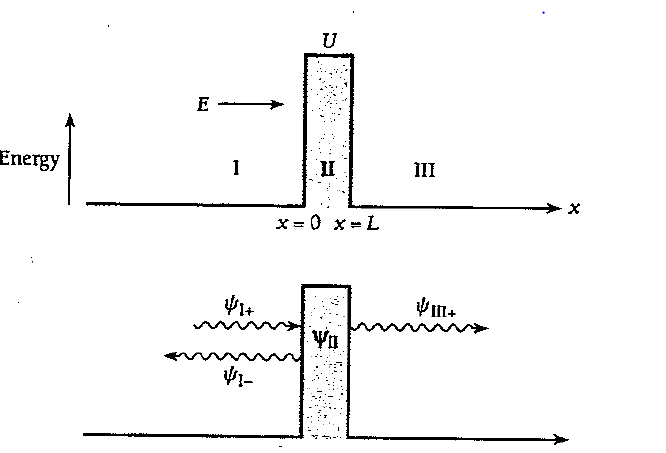 U
E
Energy
I II III
x = 0 x = L x
ψI+ ψIII+
ψII
ψI−